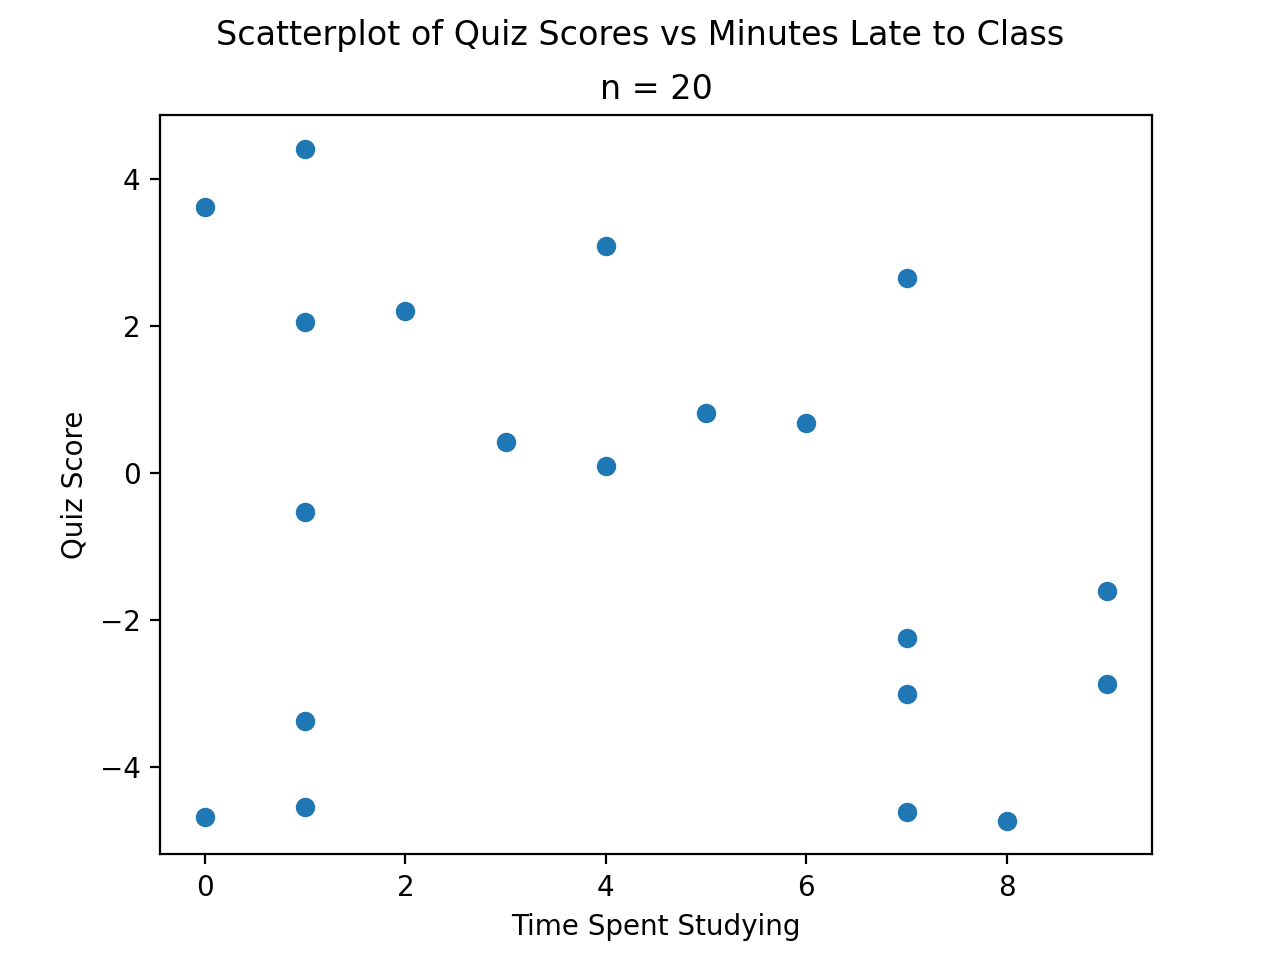 Scatterplot of Quiz Scores vs Minutes Late to Class
n = 20
4
2
0
−2
−4
Quiz Score
0 2 4 6 8
Time Spent Studying